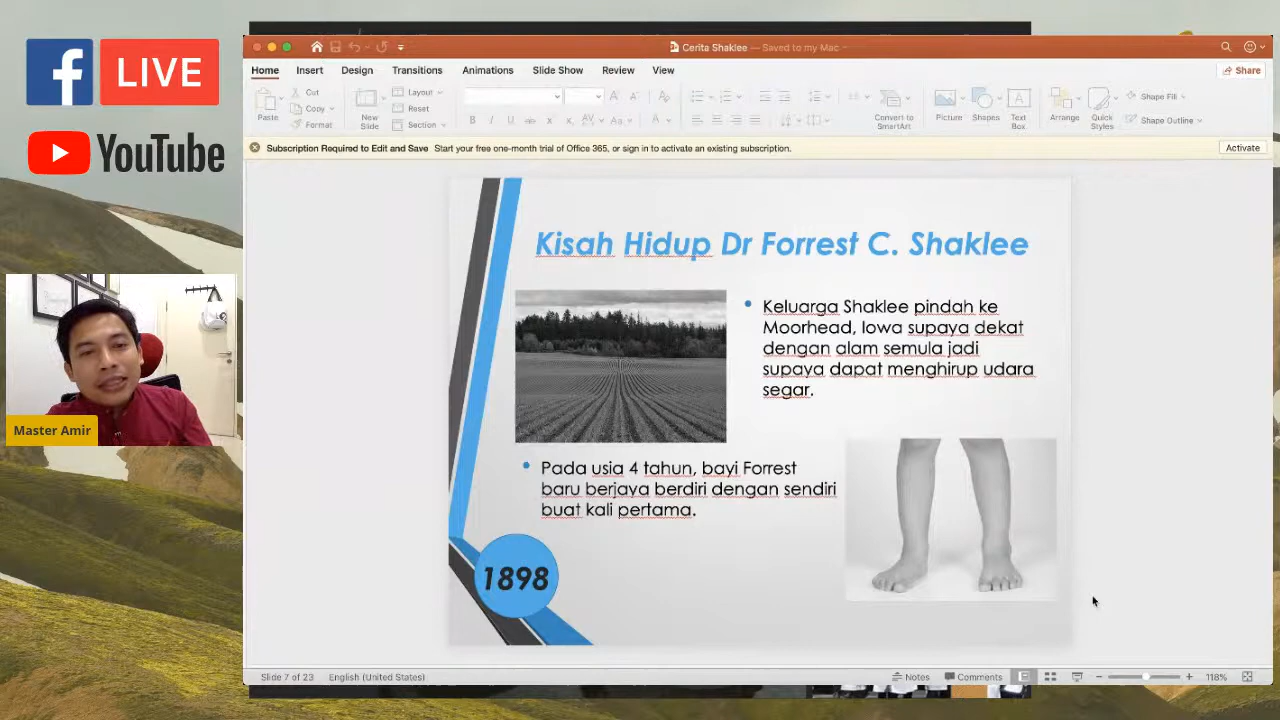 f LIVE
YouTube
Master Amir
Cerita Shaklee — Saved to my Mac
Home Insert Design Transitions Animations Slide Show Review View Share
Paste Cut Copy Format New Slide Layout Reset Section Convert to SmartArt Picture Shapes Text Box Arrange Quick Styles Shape Fill Shape Outline
Subscription Required to Edit and Save Start your free one-month trial of Office 365, or sign in to activate an existing subscription. Activate
Kisah Hidup Dr Forrest C. Shaklee
• Keluarga Shaklee pindah ke
Moorhead, Iowa supaya dekat
dengan alam semula jadi
supaya dapat menghirup udara
segar.
• Pada usia 4 tahun, bayi Forrest
baru berjaya berdiri dengan sendiri
buat kali pertama.
1898
Slide 7 of 23 English (United States) Notes Comments 118%